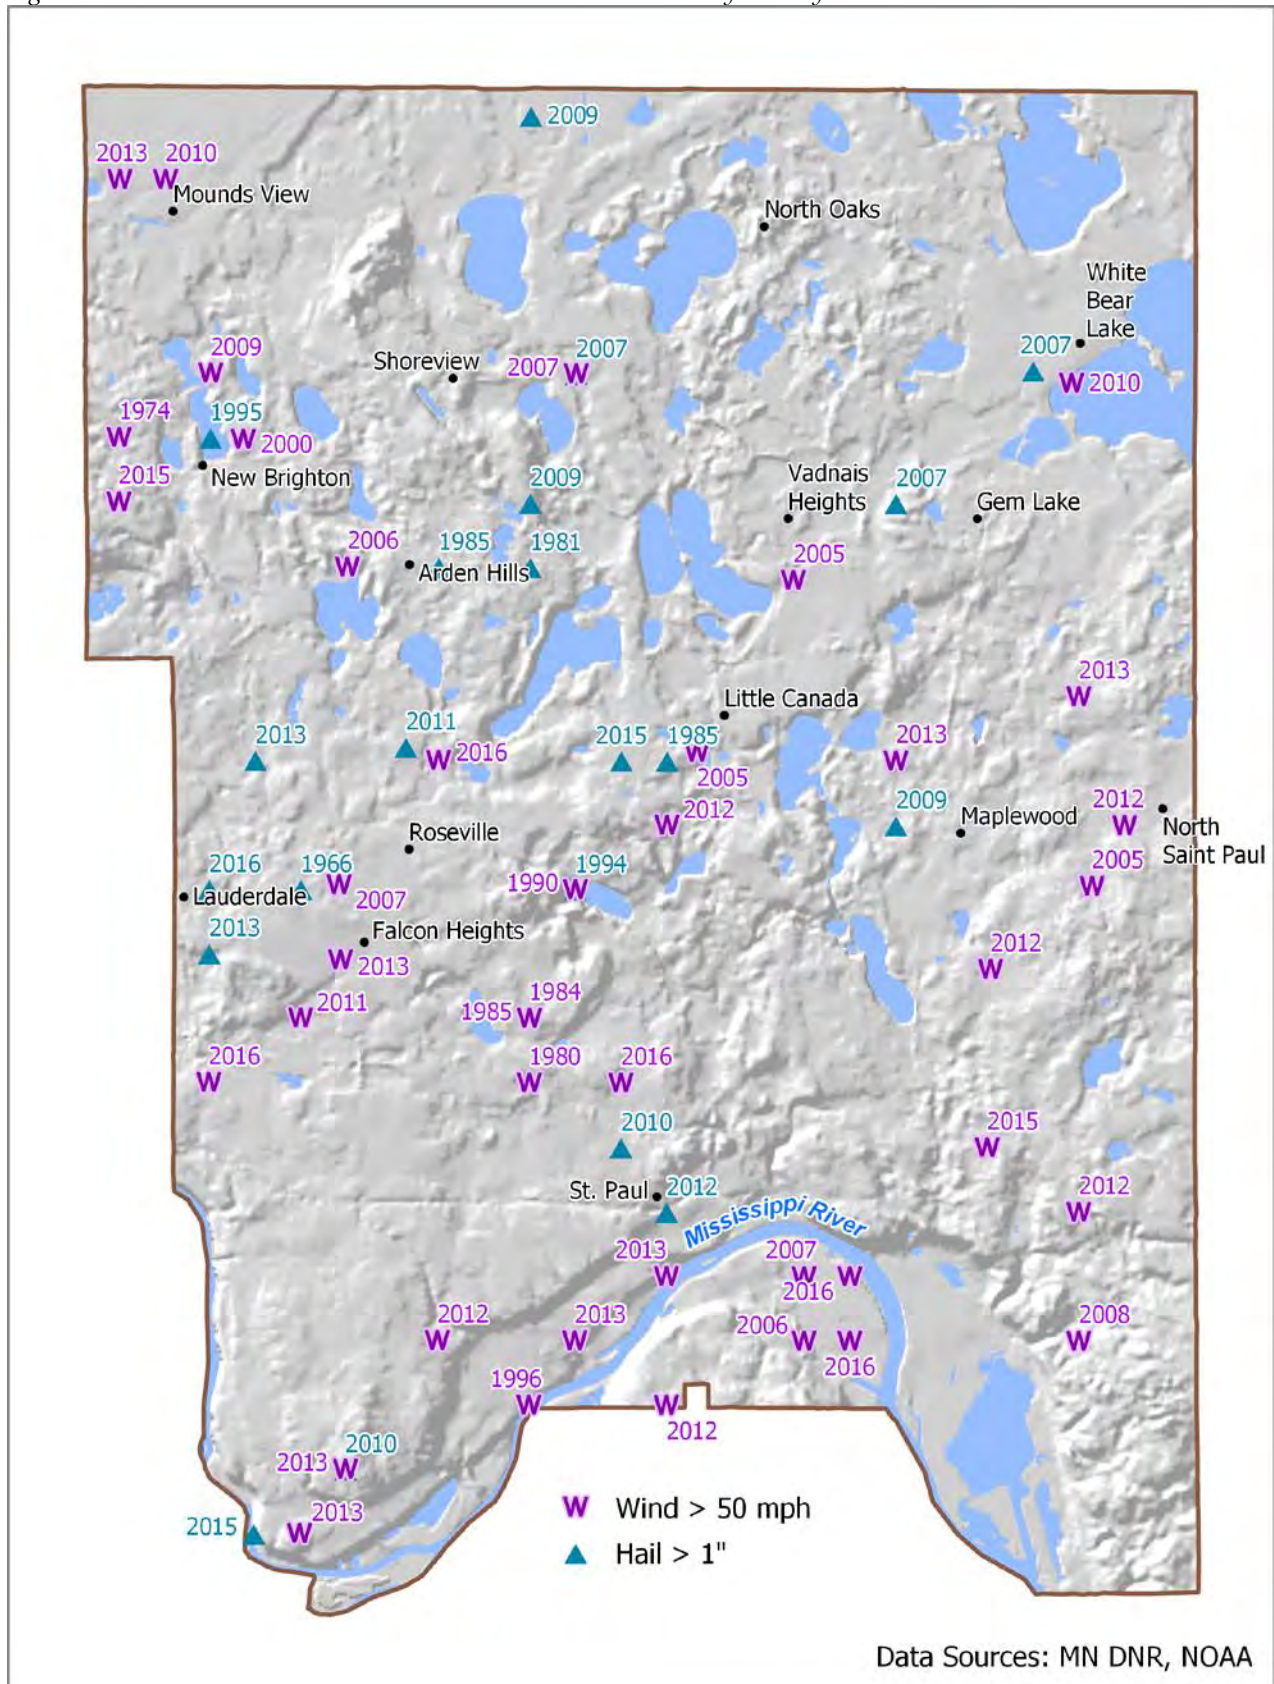 2009
2013 2010
Mounds View
North Oaks
White
Bear
Lake
2009
Shoreview
2007
2007
2007
2010
1974
1995
2000
2015
New Brighton
2009
Vadnais
Heights
2007
Gem Lake
2006
1985
1981
Arden Hills
2005
2013
Little Canada
2013
2011
2016
2015
1985
2005
2013
2012
2009
Maplewood
2012
North
Saint Paul
Roseville
2016
1966
Lauderdale
2007
1990
1994
2005
2013
Falcon Heights
2013
2012
2011
1985
1984
2016
1980
2016
2010
2015
St. Paul
2012
Mississippi River
2012
2013
2007
2016
2012
2013
2006
2016
2008
1996
2012
2013
2010
2015
2013
W Wind > 50 mph
Hail > 1"
Data Sources: MN DNR, NOAA